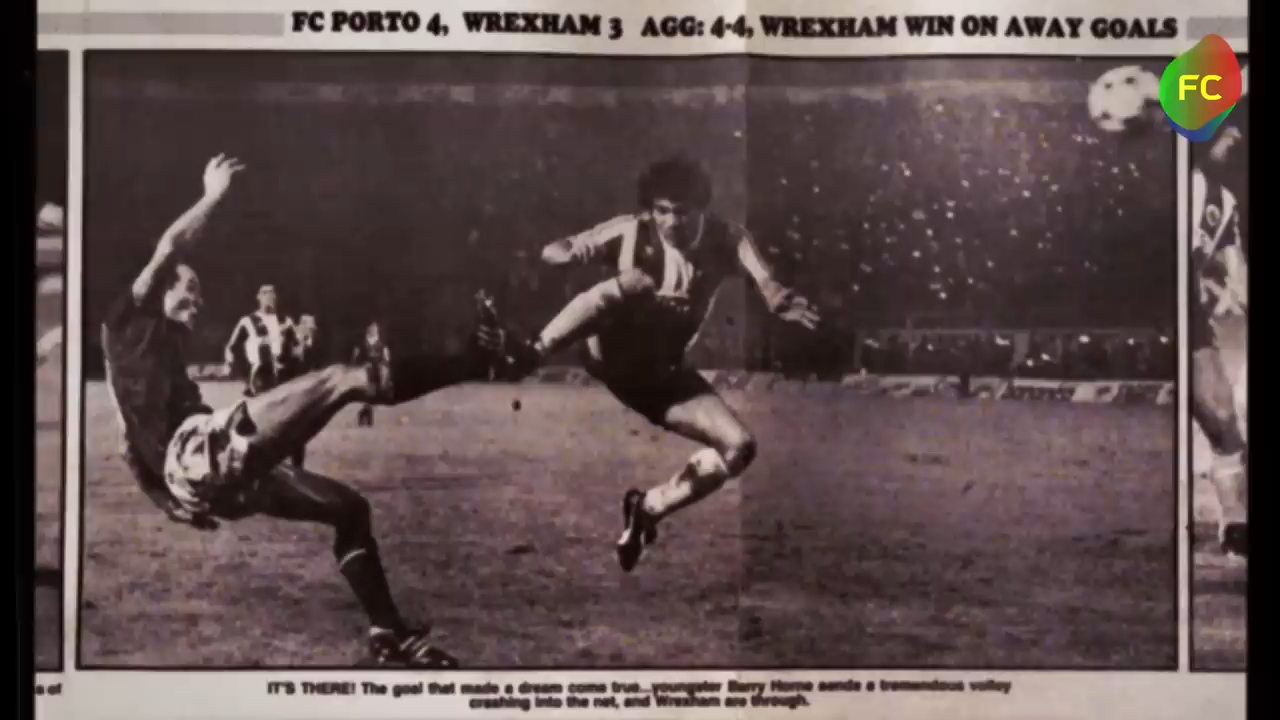 FC PORTO 4, WREXHAM 3 AGG: 4-4, WREXHAM WIN ON AWAY GOALS
FC
s of
IT'S THERE! The goal that made a dream come true...youngster Barry Horne sends a tremendous volley
crashing into the net, and Wrexham are through.